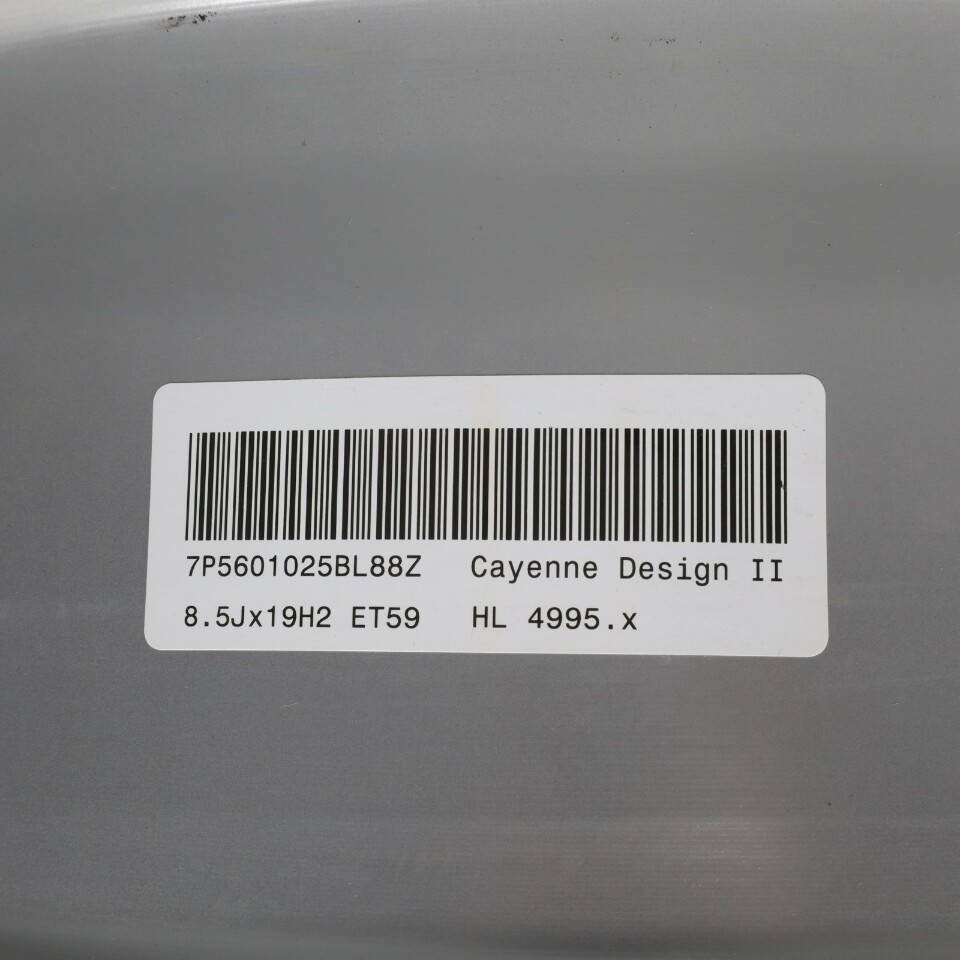 7P5601025BL88Z Cayenne Design II
8.5Jx19H2 ET59 HL 4995.x